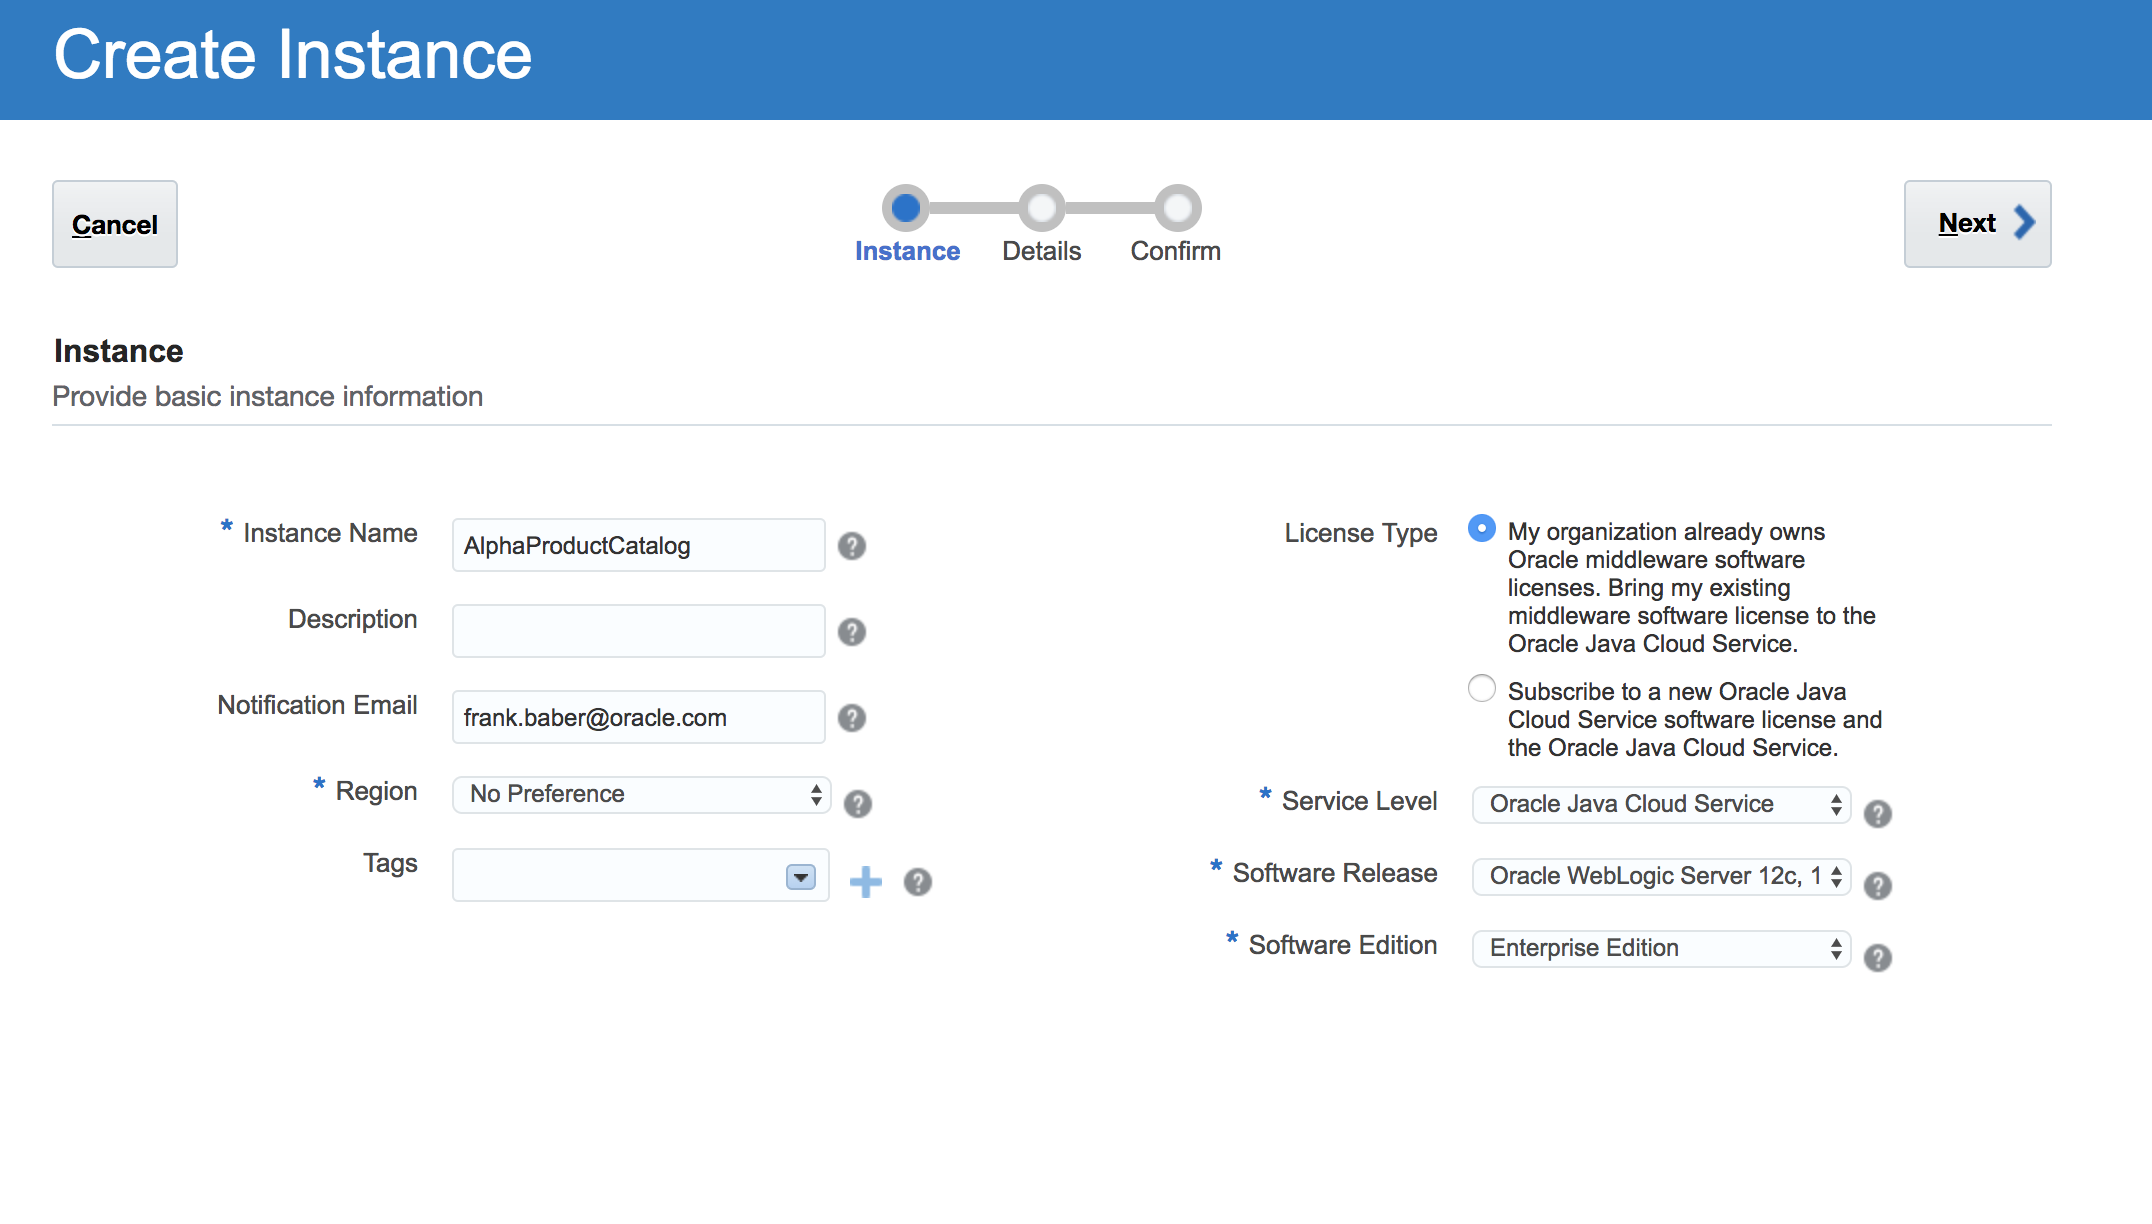 Create Instance
Cancel
Instance
Details
Confirm
Next
Instance
Provide basic instance information
* Instance Name
AlphaProductCatalog
?
Description
?
Notification Email
frank.baber@oracle.com
?
* Region
No Preference
?
Tags
?
License Type
My organization already owns
Oracle middleware software
licenses. Bring my existing
middleware software license to the
Oracle Java Cloud Service.
Subscribe to a new Oracle Java
Cloud Service software license and
the Oracle Java Cloud Service.
* Service Level
Oracle Java Cloud Service
?
* Software Release
Oracle WebLogic Server 12c, 1
?
* Software Edition
Enterprise Edition
?